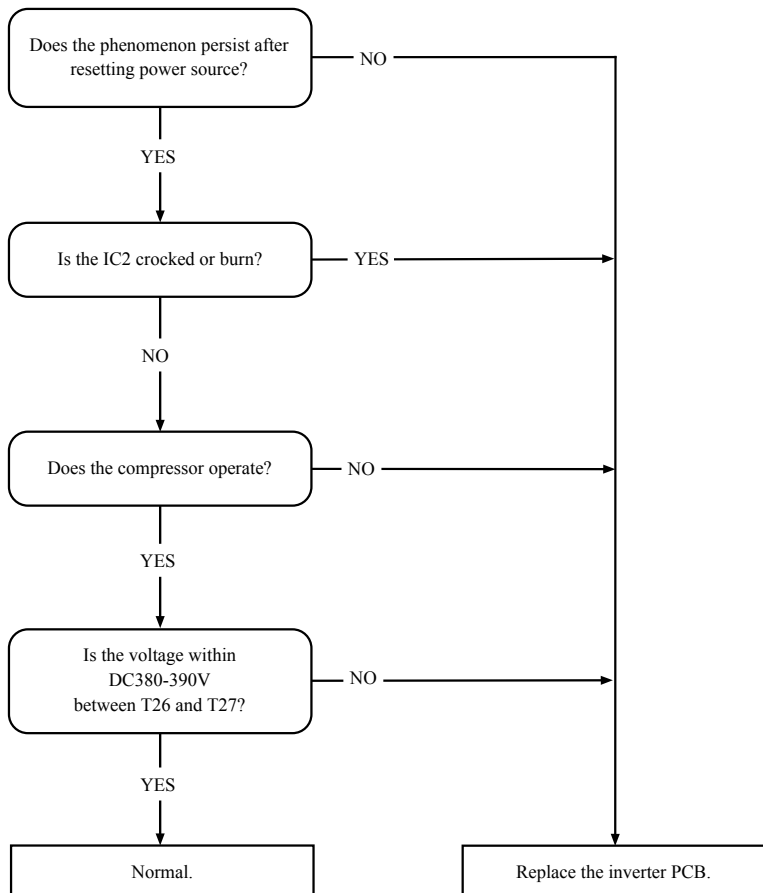 Does the phenomenon persist after
resetting power source?
NO
YES
Is the IC2 crocked or burn?
YES
NO
Does the compressor operate?
NO
YES
Is the voltage within
DC380-390V
between T26 and T27?
NO
YES
Normal.
Replace the inverter PCB.